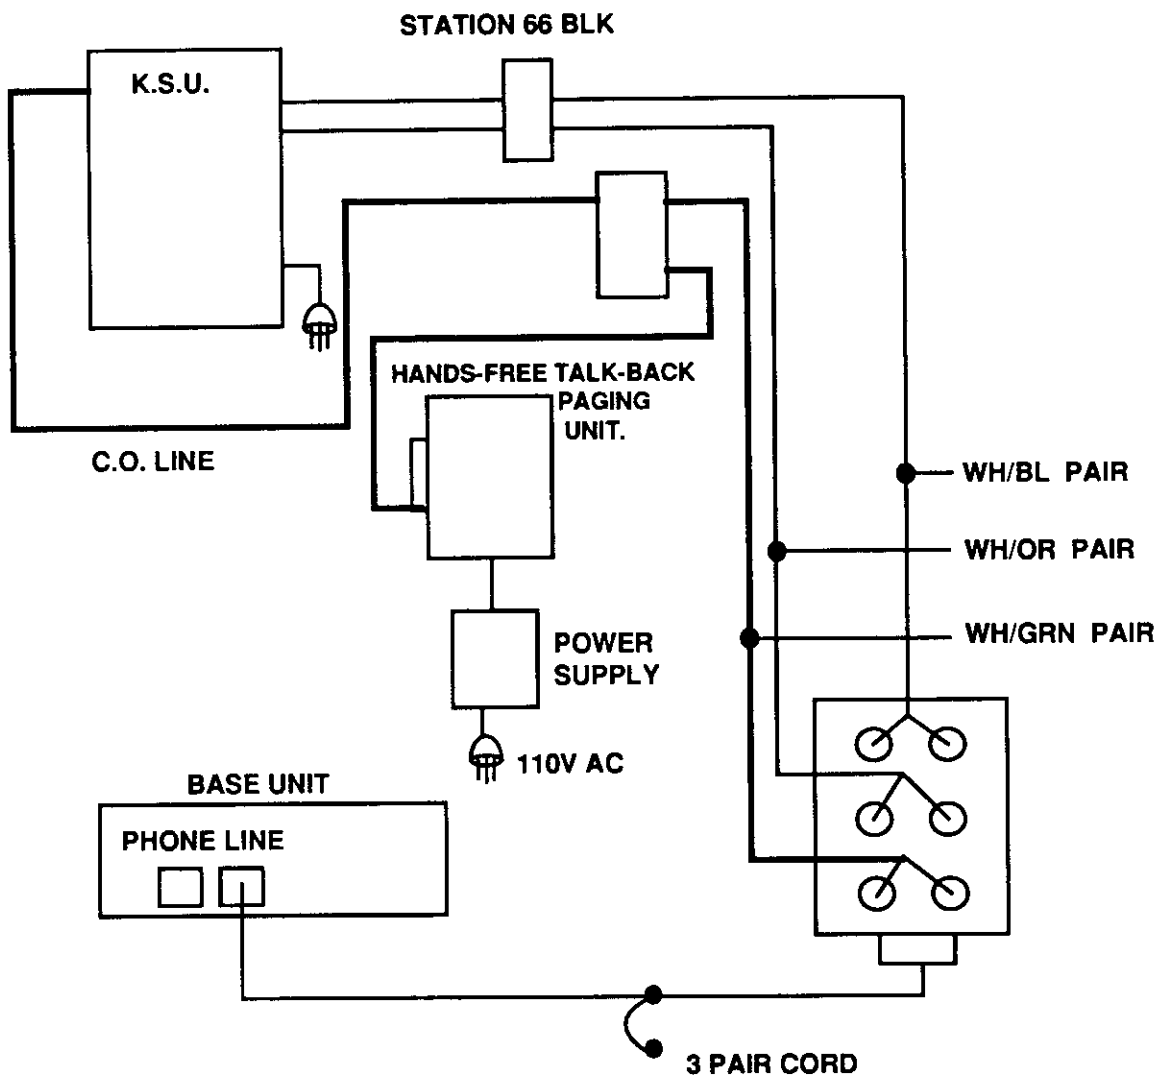 STATION 66 BLK
K.S.U.
HANDS-FREE TALK-BACK
PAGING
UNIT.
C.O. LINE
WH/BL PAIR
WH/OR PAIR
WH/GRN PAIR
POWER
SUPPLY
110V AC
BASE UNIT
PHONE LINE
3 PAIR CORD